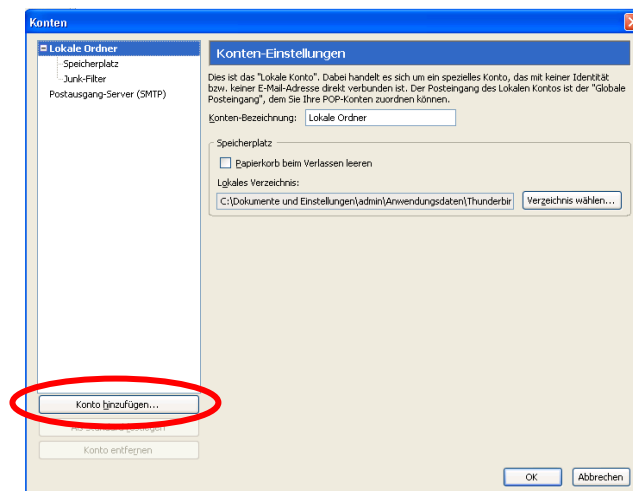 Konten
Lokale Ordner
Speicherplatz
Junk-Filter
Postausgang-Server (SMTP)
Konten-Einstellungen
Dies ist das "Lokale Konto". Dabei handelt es sich um ein spezielles Konto, das mit keiner Identität
bzw. keiner E-Mail-Adresse direkt verbunden ist. Der Posteingang des Lokalen Kontos ist der "Globale
Posteingang", dem Sie Ihre POP-Konten zuordnen können.
Konten-Bezeichnung: Lokale Ordner
Speicherplatz
Papierkorb beim Verlassen leeren
Lokales Verzeichnis:
C:\Dokumente und Einstellungen\admin\Anwendungsdaten\Thunderbir Verzeichnis wählen...
Konto hinzufügen...
Konto entfernen
OK Abbrechen